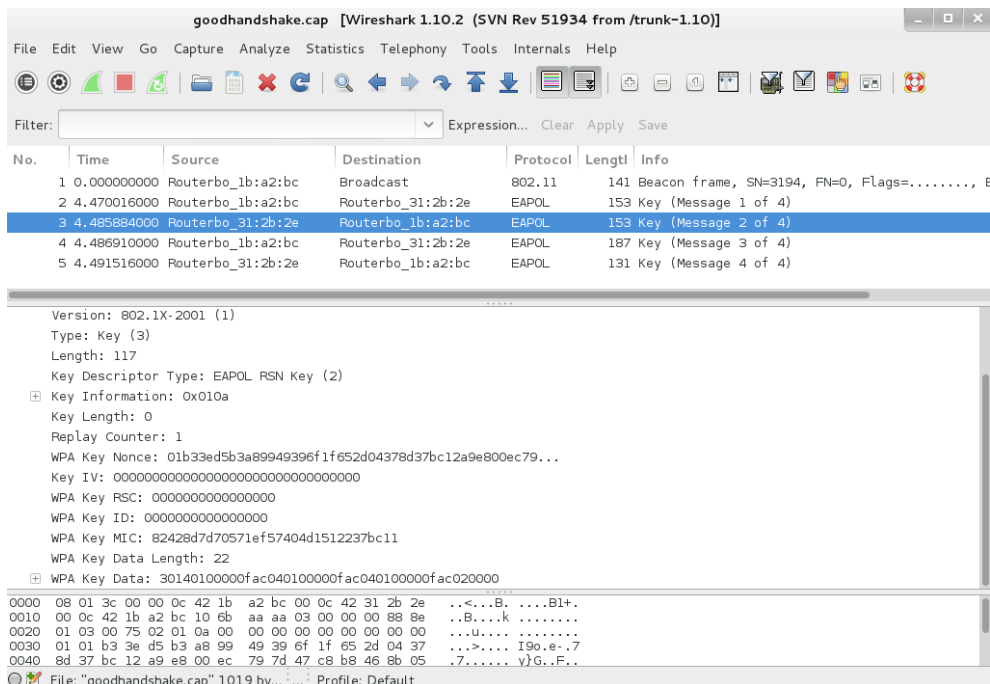 goodhandshake.cap [Wireshark 1.10.2 (SVN Rev 51934 from /trunk-1.10)]
File Edit View Go Capture Analyze Statistics Telephony Tools Internals Help
Filter: Expression... Clear Apply Save
No. Time Source Destination Protocol Lengtl Info
1 0.000000000 Routerbo_1b:a2:bc Broadcast 802.11 141 Beacon frame, SN=3194, FN=0, Flags=........, E
2 4.470016000 Routerbo_1b:a2:bc Routerbo_31:2b:2e EAPOL 153 Key (Message 1 of 4)
3 4.485884000 Routerbo_31:2b:2e Routerbo_1b:a2:bc EAPOL 153 Key (Message 2 of 4)
4 4.486910000 Routerbo_1b:a2:bc Routerbo_31:2b:2e EAPOL 187 Key (Message 3 of 4)
5 4.491516000 Routerbo_31:2b:2e Routerbo_1b:a2:bc EAPOL 131 Key (Message 4 of 4)
Version: 802.1X-2001 (1)
Type: Key (3)
Length: 117
Key Descriptor Type: EAPOL RSN Key (2)
Key Information: 0x010a
Key Length: 0
Replay Counter: 1
WPA Key Nonce: 01b33ed5b3a89949396f1f652d04378d37bc12a9e800ec79...
Key IV: 00000000000000000000000000000000
WPA Key RSC: 0000000000000000
WPA Key ID: 0000000000000000
WPA Key MIC: 82428d7d70571ef57404d1512237bc11
WPA Key Data Length: 22
WPA Key Data: 30140100000fac040100000fac040100000fac020000
0000 08 01 3c 00 00 0c 42 1b a2 bc 00 0c 42 31 2b 2e ..<...B. ....B1+.
0010 00 0c 42 1b a2 bc 10 6b aa aa 03 00 00 00 88 8e ..B....k ........
0020 01 03 00 75 02 01 0a 00 00 00 00 00 00 00 00 00 ...u.... ........
0030 01 01 b3 3e d5 b3 a8 99 49 39 6f 1f 65 2d 04 37 ...>.... I9o.e-.7
0040 8d 37 bc 12 a9 e8 00 ec 79 7d 47 c8 b8 46 8b 05 .7...... y}G..F..
File: "goodhandshake.cap" 1019 by... ... Profile: Default